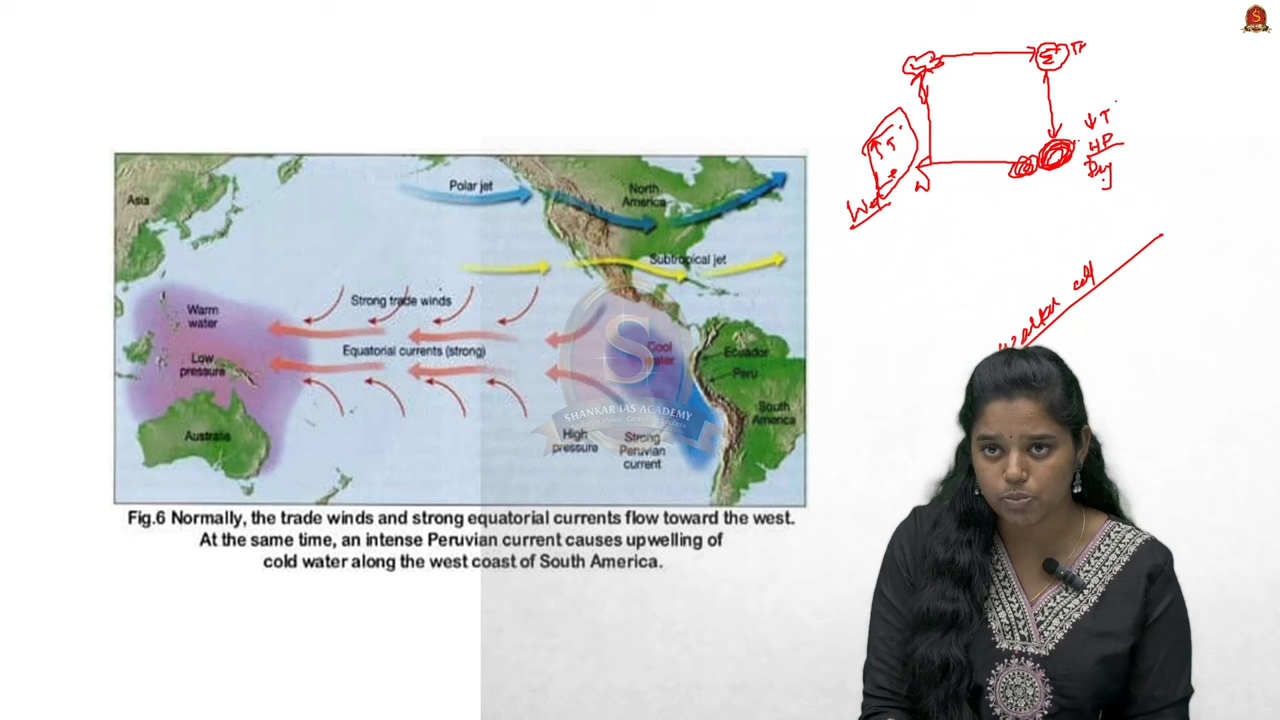 Polar jet
North
America
Asia
Subtropical jet
Strong trade winds
Warm
water
Equatorial currents (strong)
Cool
water
Ecuador
Low
pressure
Peru
South
America
Australia
High
pressure
Strong
Peruvian
current
SHANKAR IAS ACADEMY
Fig.6 Normally, the trade winds and strong equatorial currents flow toward the west.
At the same time, an intense Peruvian current causes upwelling of
cold water along the west coast of South America.
↓ T
HP
Dry
↑ T
W
Wet
walker cell
S